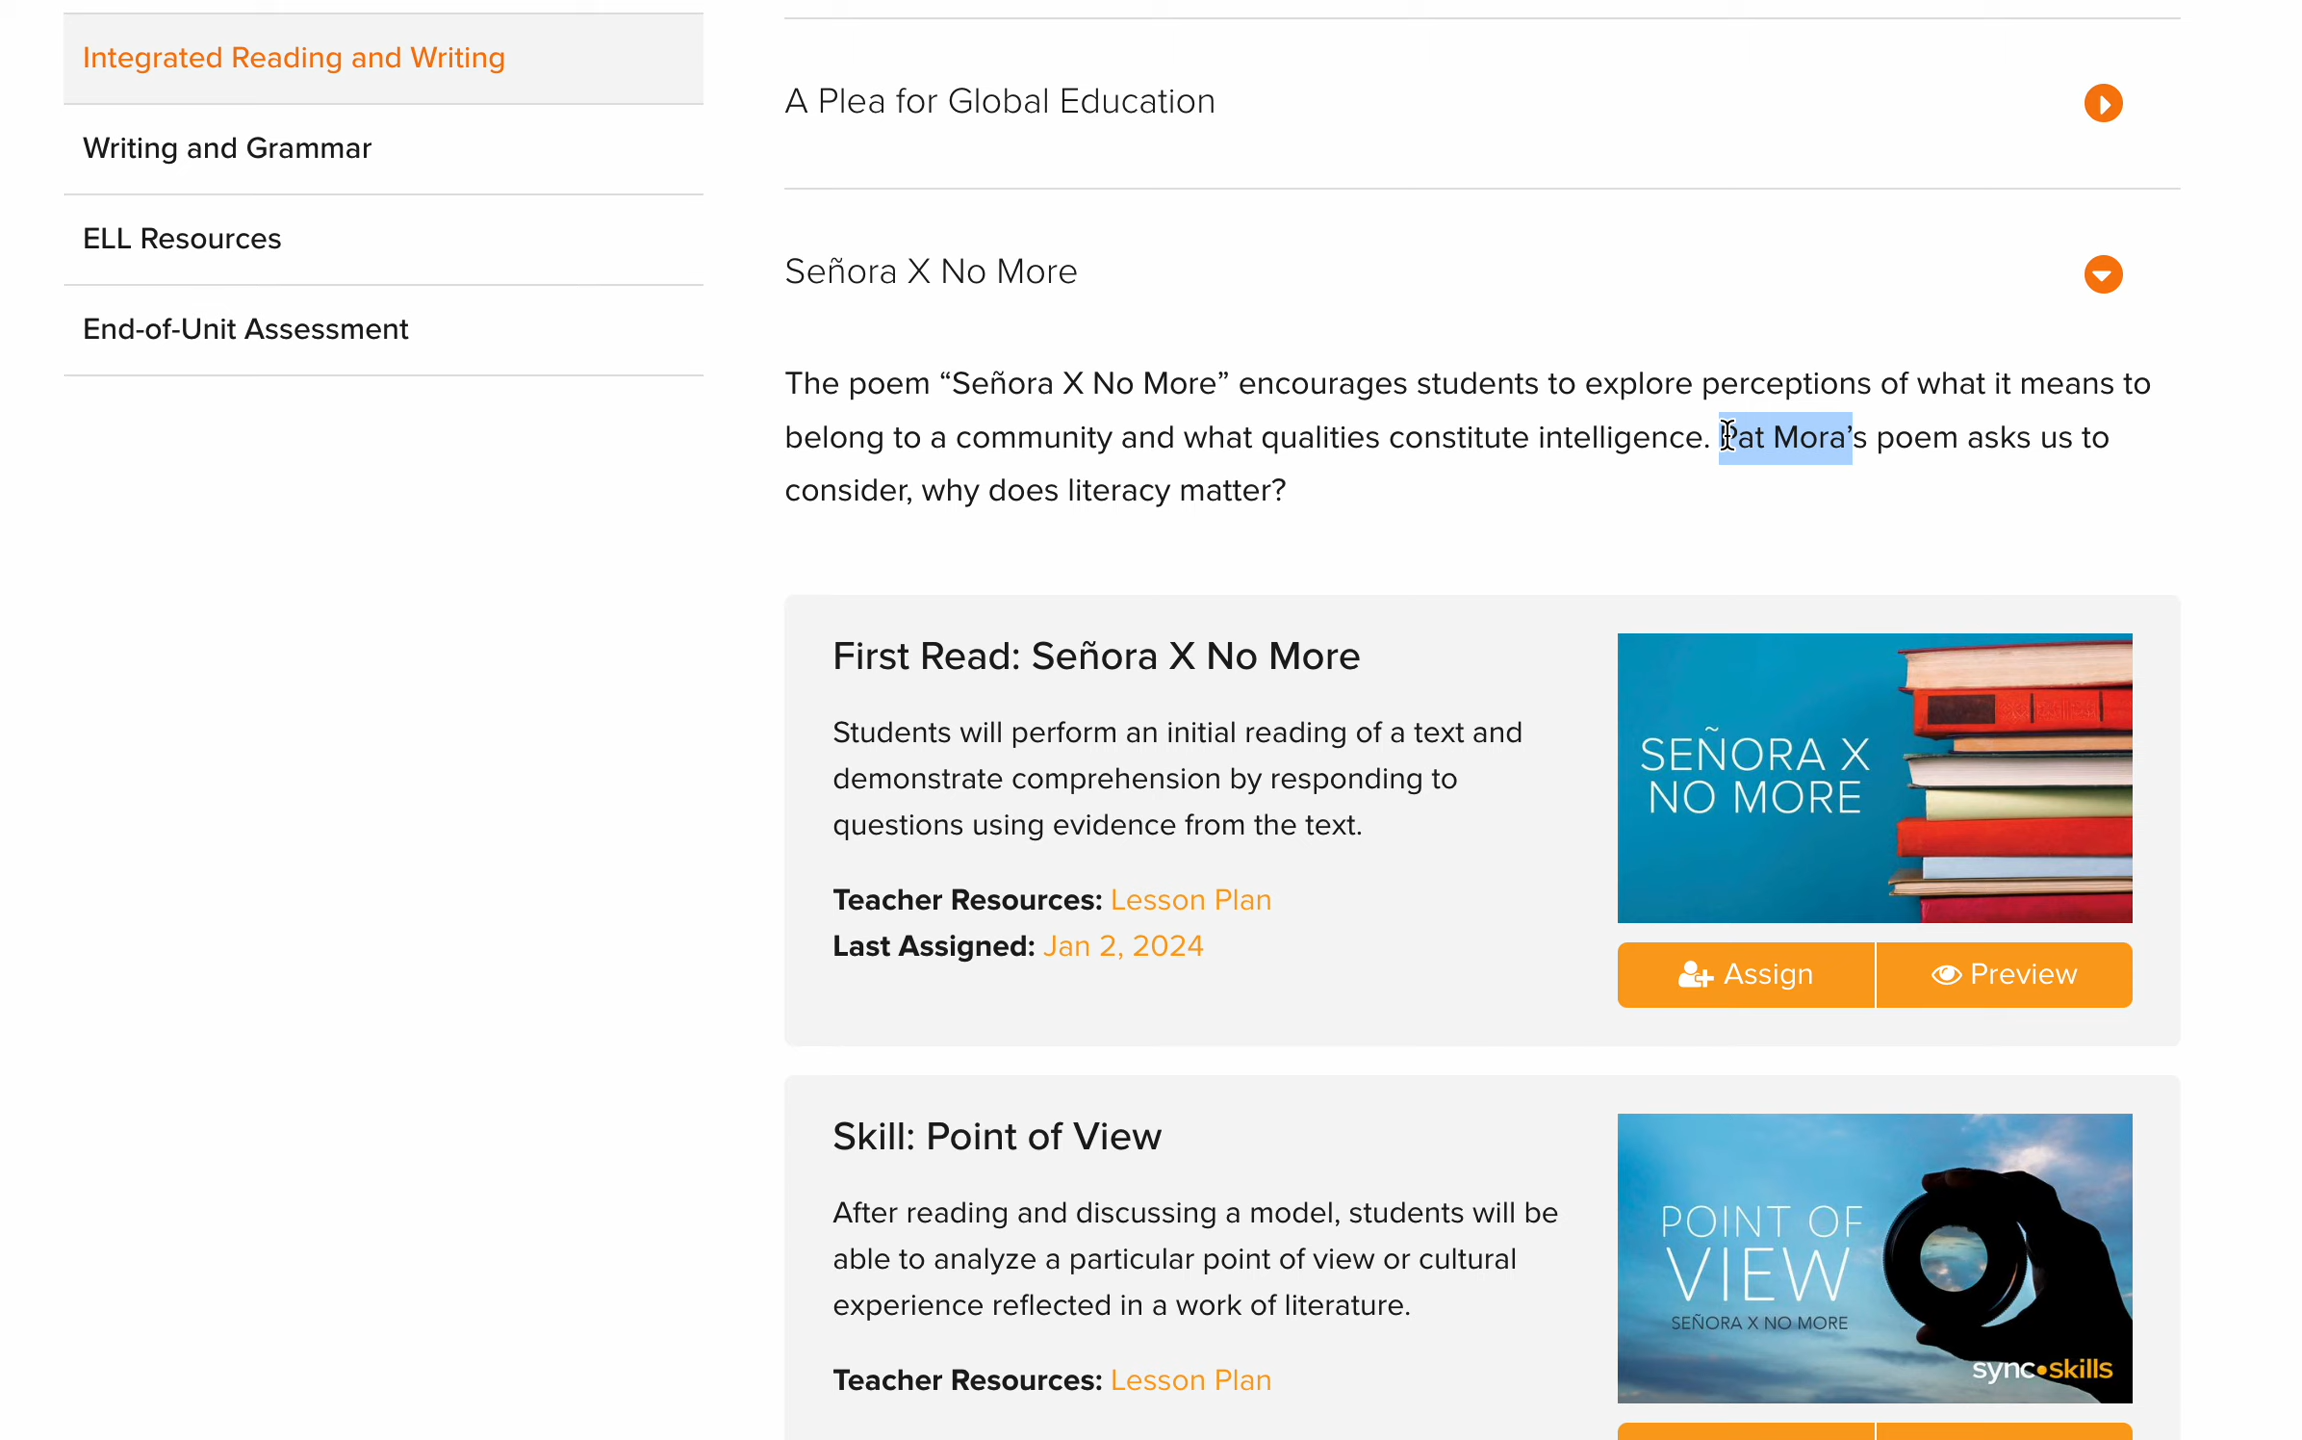 Integrated Reading and Writing
Writing and Grammar
ELL Resources
End-of-Unit Assessment
A Plea for Global Education
Señora X No More
The poem “Señora X No More” encourages students to explore perceptions of what it means to
belong to a community and what qualities constitute intelligence. Pat Mora’s poem asks us to
consider, why does literacy matter?
First Read: Señora X No More
Students will perform an initial reading of a text and
demonstrate comprehension by responding to
questions using evidence from the text.
Teacher Resources: Lesson Plan
Last Assigned: Jan 2, 2024
SEÑORA X
NO MORE
Assign
Preview
Skill: Point of View
After reading and discussing a model, students will be
able to analyze a particular point of view or cultural
experience reflected in a work of literature.
Teacher Resources: Lesson Plan
POINT OF
VIEW
SEÑORA X NO MORE
sync•skills